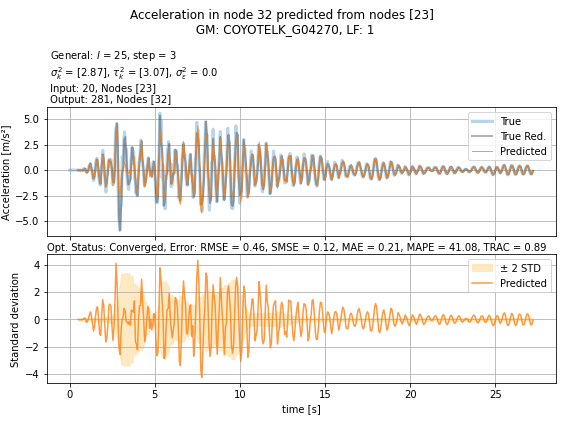 Acceleration in node 32 predicted from nodes [23]
GM: COYOTELK_G04270, LF: 1
General: l = 25, step = 3
σ²ₖ = [2.87], τ²ₖ = [3.07], σ²ε = 0.0
Input: 20, Nodes [23]
Output: 281, Nodes [32]
Acceleration [m/s²]
5.0
2.5
0.0
−2.5
−5.0
True
True Red.
Predicted
Opt. Status: Converged, Error: RMSE = 0.46, SMSE = 0.12, MAE = 0.21, MAPE = 41.08, TRAC = 0.89
Standard deviation
4
2
0
−2
−4
± 2 STD
Predicted
0 5 10 15 20 25
time [s]